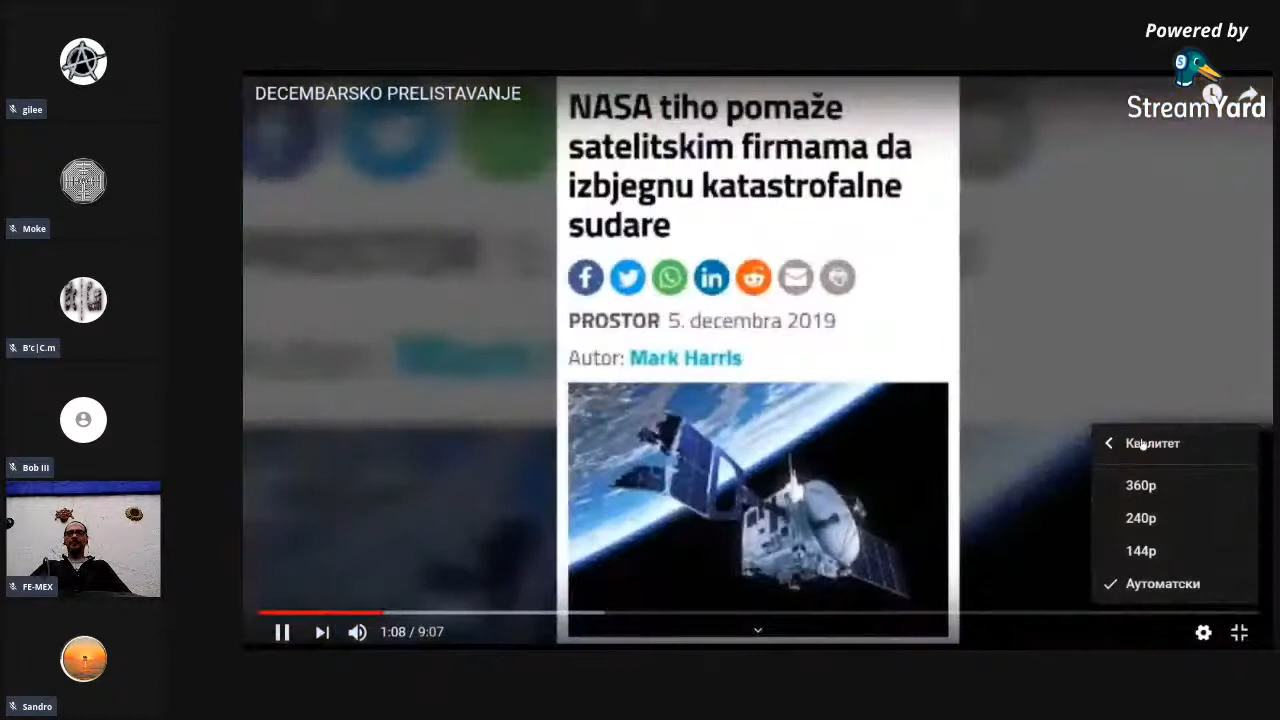 Powered by
StreamYard
gilee
Moke
B'c|C.m
Bob III
FE-MEX
Sandro
DECEMBARSKO PRELISTAVANJE
NASA tiho pomaže
satelitskim firmama da
izbjegnu katastrofalne
sudare
PROSTOR 5. decembra 2019
Autor: Mark Harris
Квалитет
360p
240p
144p
Аутоматски
1:08 / 9:07